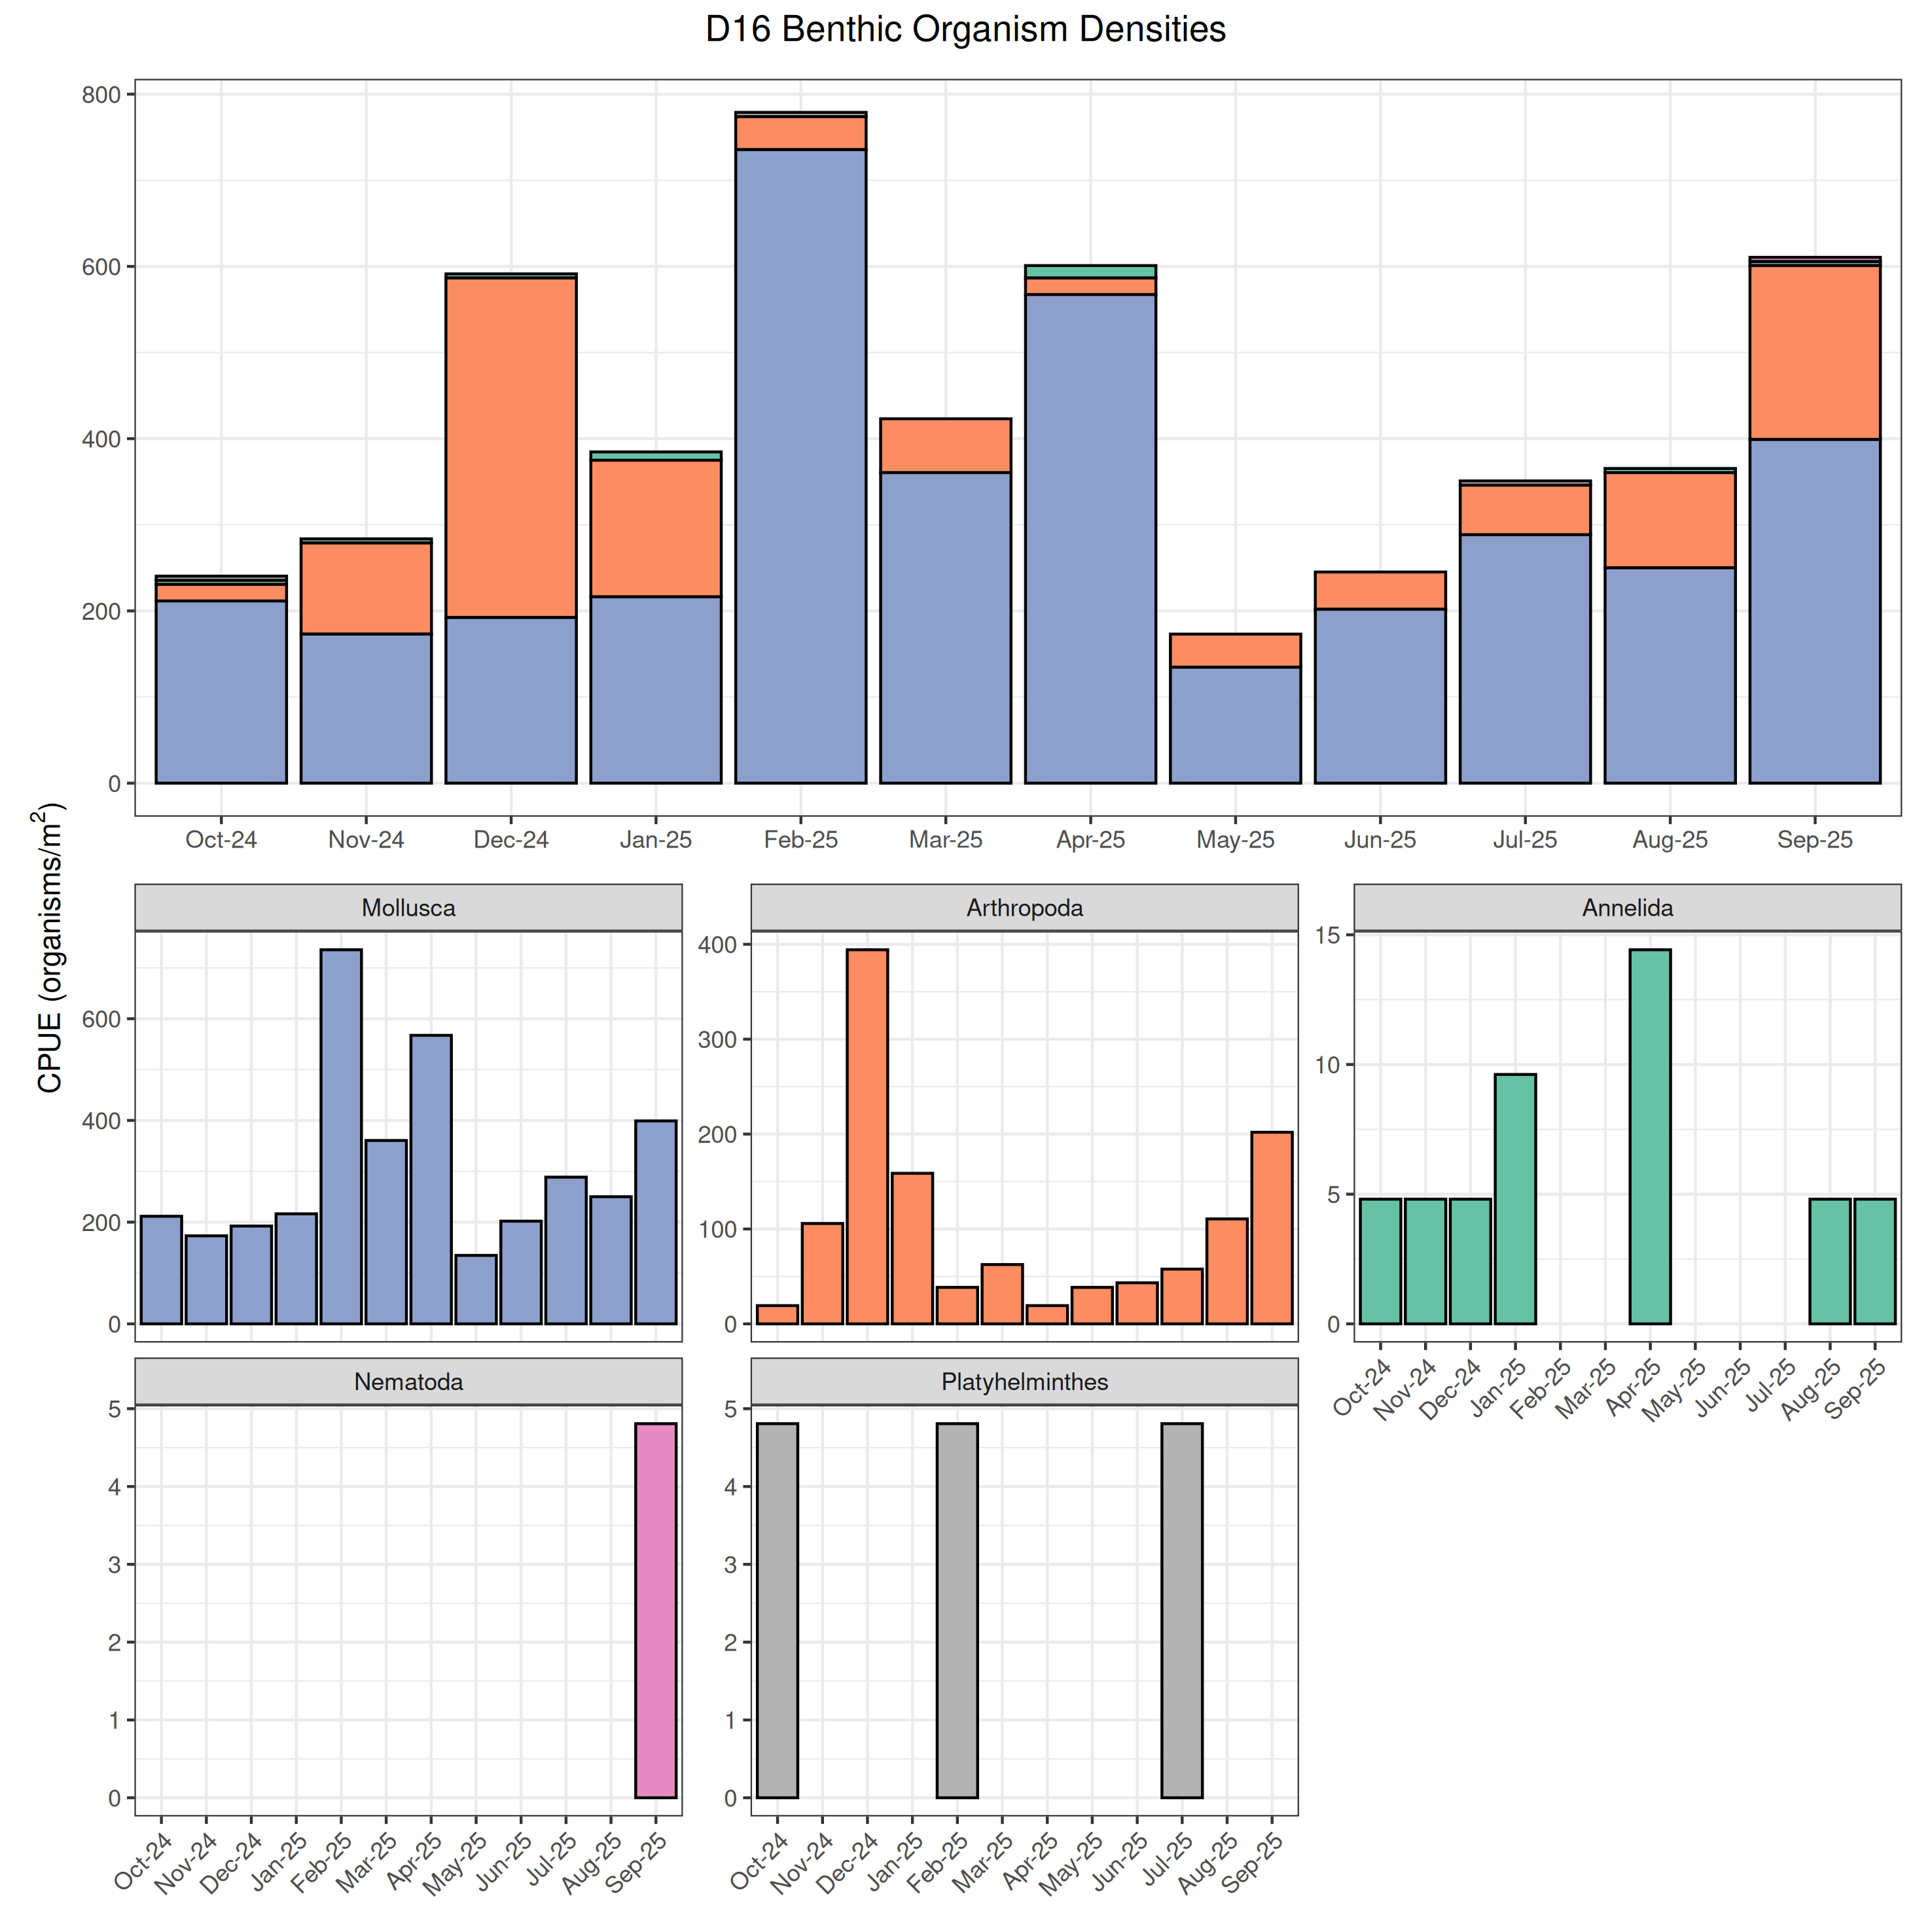 D16 Benthic Organism Densities
CPUE (organisms/m²)
800
600
400
200
0
Oct-24 Nov-24 Dec-24 Jan-25 Feb-25 Mar-25 Apr-25 May-25 Jun-25 Jul-25 Aug-25 Sep-25
Mollusca
600
400
200
0
Arthropoda
400
300
200
100
0
Annelida
15
10
5
0
Oct-24 Nov-24 Dec-24 Jan-25 Feb-25 Mar-25 Apr-25 May-25 Jun-25 Jul-25 Aug-25 Sep-25
Nematoda
5
4
3
2
1
0
Oct-24 Nov-24 Dec-24 Jan-25 Feb-25 Mar-25 Apr-25 May-25 Jun-25 Jul-25 Aug-25 Sep-25
Platyhelminthes
5
4
3
2
1
0
Oct-24 Nov-24 Dec-24 Jan-25 Feb-25 Mar-25 Apr-25 May-25 Jun-25 Jul-25 Aug-25 Sep-25